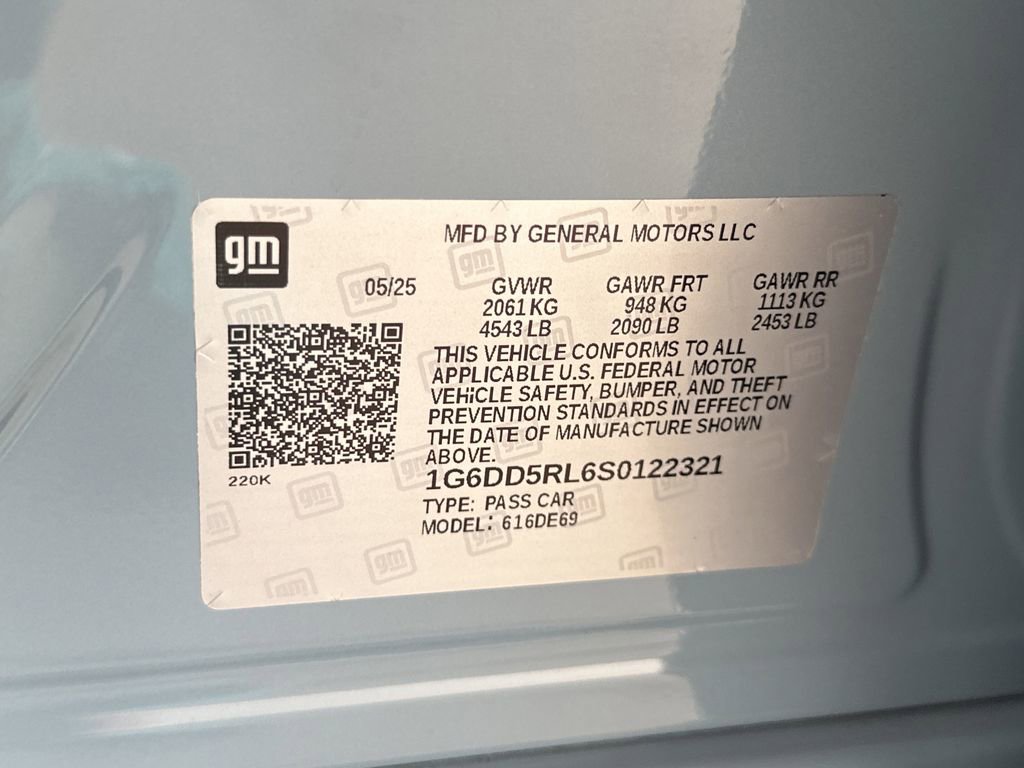 gm
MFD BY GENERAL MOTORS LLC
05/25 GVWR GAWR FRT GAWR RR
2061 KG 948 KG 1113 KG
4543 LB 2090 LB 2453 LB
THIS VEHICLE CONFORMS TO ALL
APPLICABLE U.S. FEDERAL MOTOR
VEHICLE SAFETY, BUMPER, AND THEFT
PREVENTION STANDARDS IN EFFECT ON
THE DATE OF MANUFACTURE SHOWN
ABOVE.
220K
1G6DD5RL6S0122321
TYPE: PASS CAR
MODEL: 616DE69